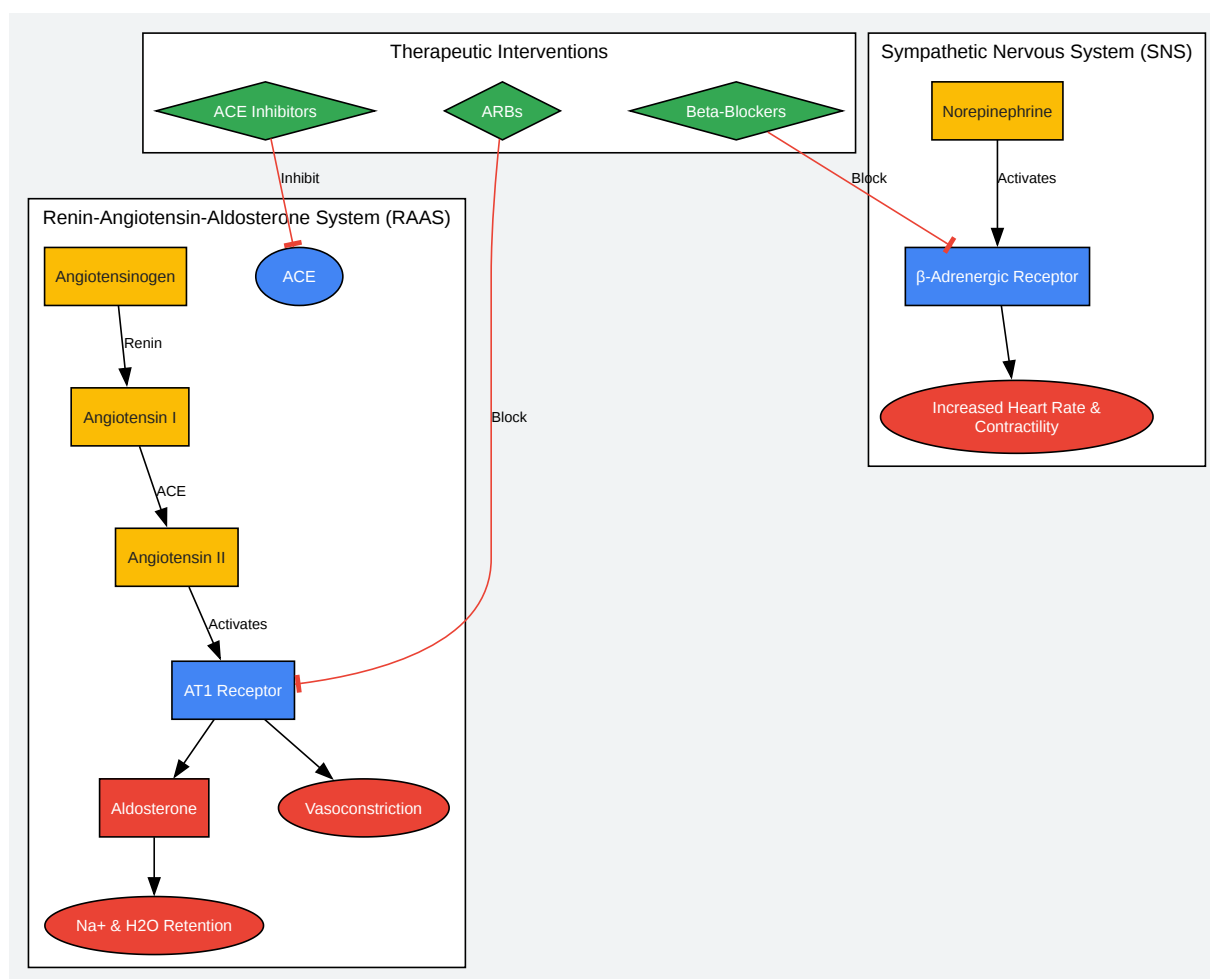 Therapeutic Interventions
ACE Inhibitors
ARBs
Beta-Blockers
Inhibit
Block
Block
Sympathetic Nervous System (SNS)
Norepinephrine
Activates
β-Adrenergic Receptor
Increased Heart Rate &
Contractility
Renin-Angiotensin-Aldosterone System (RAAS)
Angiotensinogen
ACE
Renin
Angiotensin I
ACE
Angiotensin II
Activates
AT1 Receptor
Aldosterone
Vasoconstriction
Na+ & H2O Retention